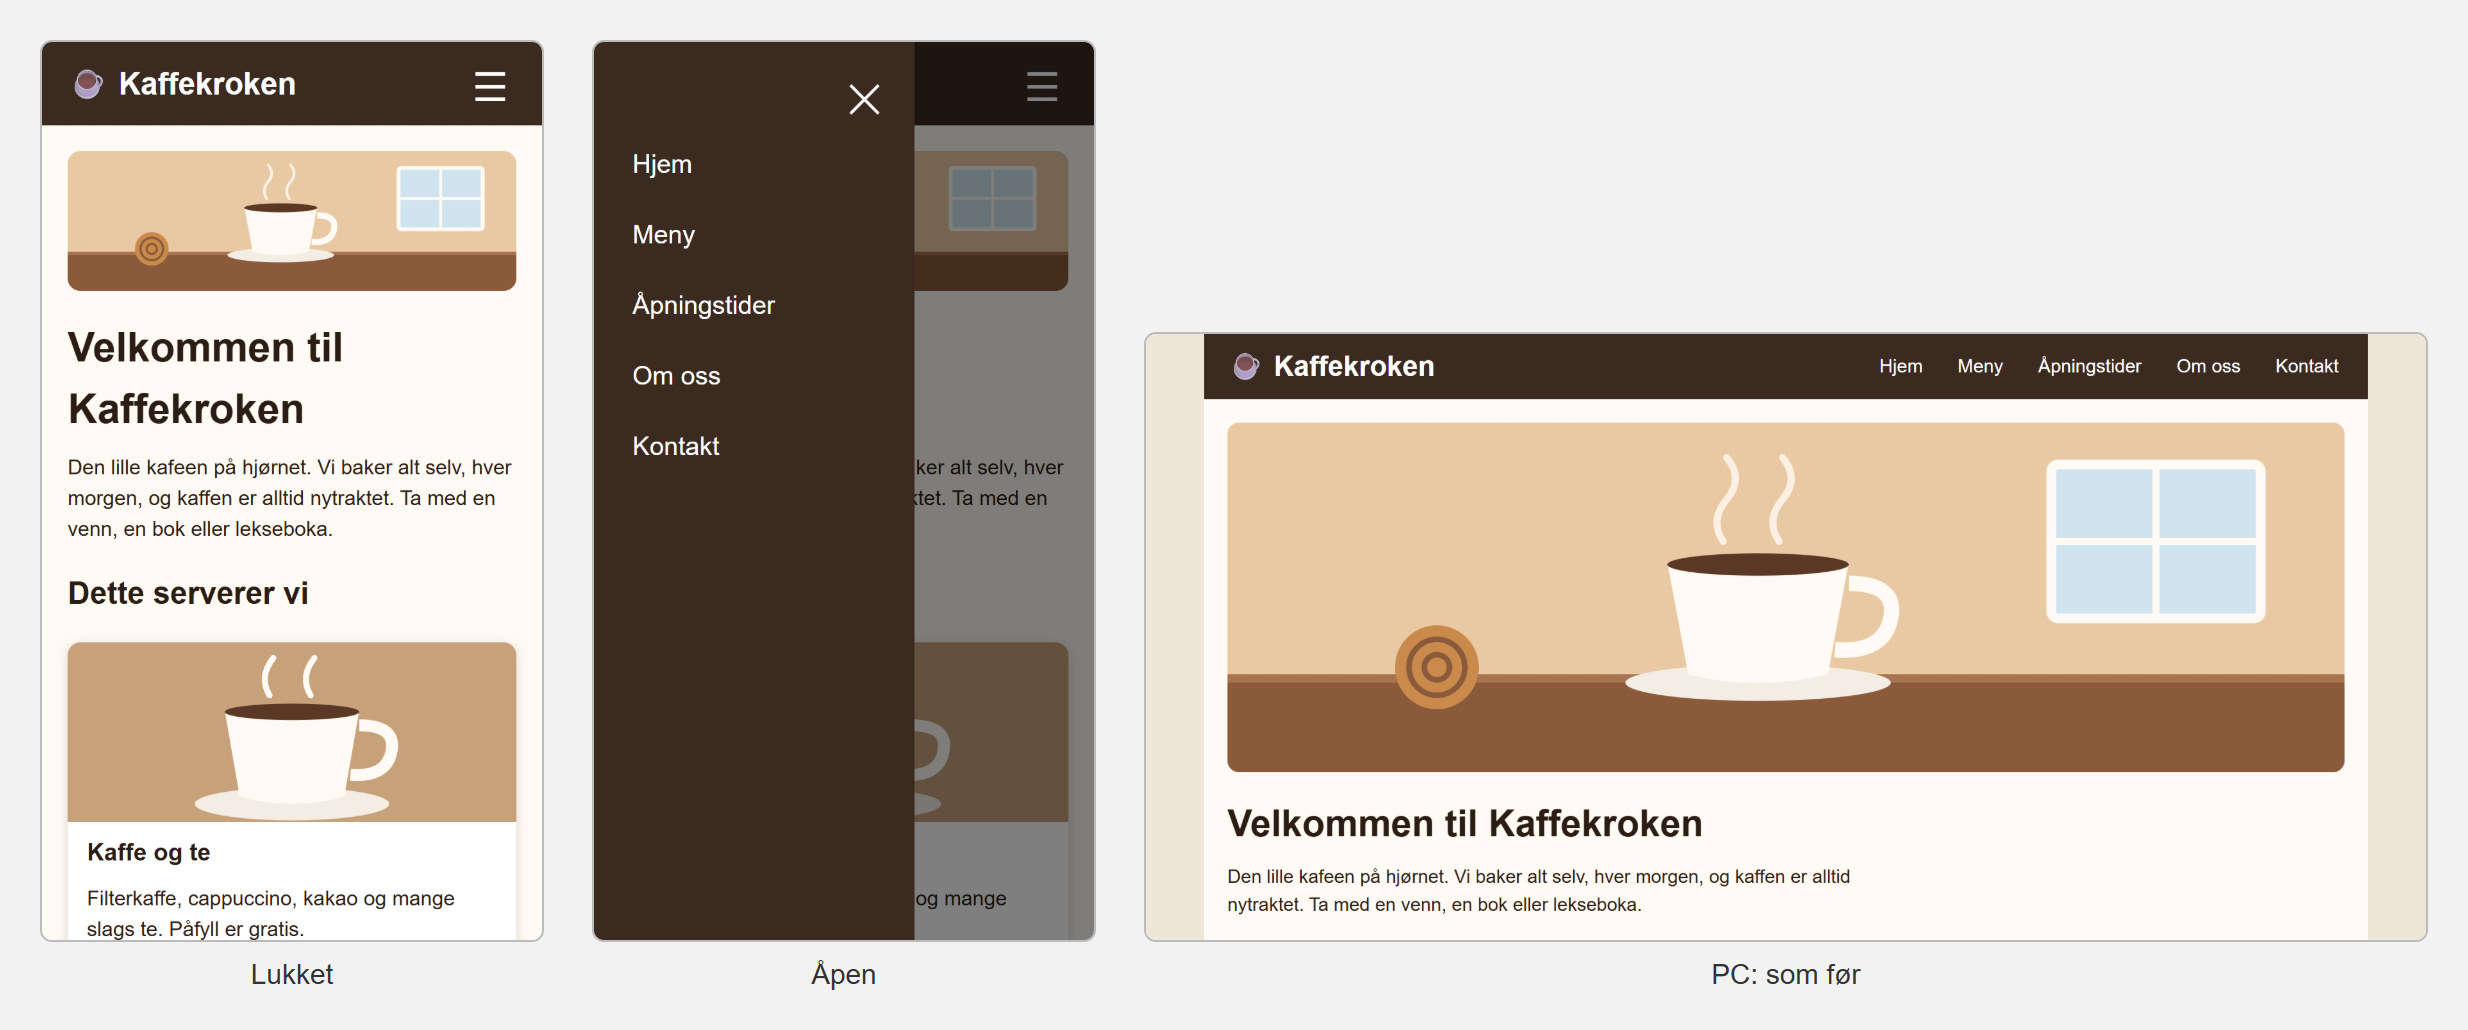 Kaffekroken
Velkommen til
Kaffekroken
Den lille kafeen på hjørnet. Vi baker alt selv, hver
morgen, og kaffen er alltid nytraktet. Ta med en
venn, en bok eller lekseboka.
Dette serverer vi
Kaffe og te
Filterkaffe, cappuccino, kakao og mange
slags te. Påfyll er gratis.
Lukket
Hjem
Meny
Åpningstider
Om oss
Kontakt
ker alt selv, hver
ktet. Ta med en
og mange
Åpen
Kaffekroken
Hjem Meny Åpningstider Om oss Kontakt
Velkommen til Kaffekroken
Den lille kafeen på hjørnet. Vi baker alt selv, hver morgen, og kaffen er alltid
nytraktet. Ta med en venn, en bok eller lekseboka.
PC: som før